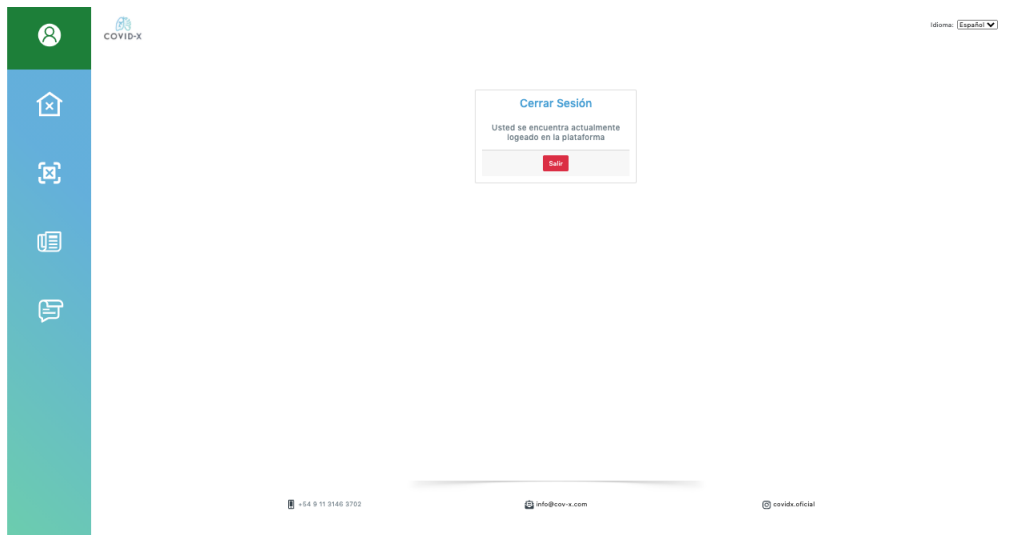 COVID-X
Idioma: Español
Cerrar Sesión
Usted se encuentra actualmente
logeado en la plataforma
Salir
+54 9 11 3146 3702
info@cov-x.com
covidx.oficial